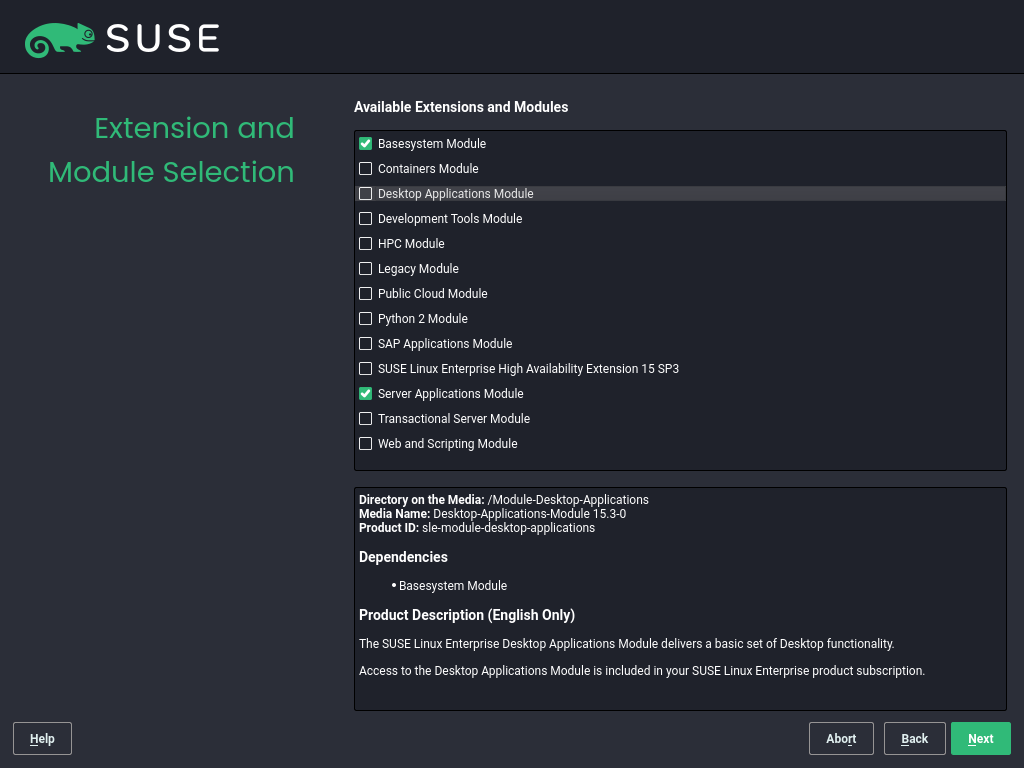 SUSE
Extension and
Module Selection
Available Extensions and Modules
Basesystem Module
Containers Module
Desktop Applications Module
Development Tools Module
HPC Module
Legacy Module
Public Cloud Module
Python 2 Module
SAP Applications Module
SUSE Linux Enterprise High Availability Extension 15 SP3
Server Applications Module
Transactional Server Module
Web and Scripting Module
Directory on the Media: /Module-Desktop-Applications
Media Name: Desktop-Applications-Module 15.3-0
Product ID: sle-module-desktop-applications
Dependencies
• Basesystem Module
Product Description (English Only)
The SUSE Linux Enterprise Desktop Applications Module delivers a basic set of Desktop functionality.
Access to the Desktop Applications Module is included in your SUSE Linux Enterprise product subscription.
Help Abort Back Next